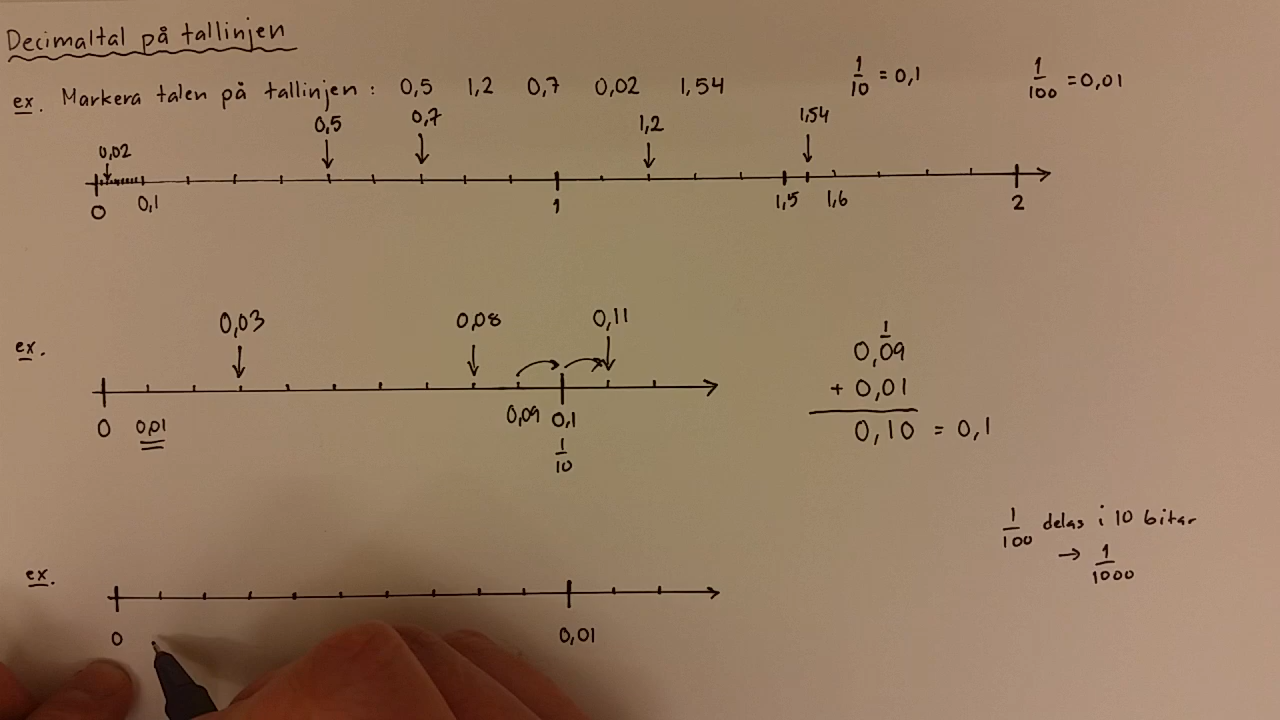 Decimaltal på tallinjen
ex. Markera talen på tallinjen : 0,5 1,2 0,7 0,02 1,54
1/10 = 0,1
1/100 = 0,01
0,02 0,5 0,7 1,2 1,54
0 0,1 1 1,5 1,6 2
ex.
0,03 0,08 0,11
0 0,01 0,09 0,1
1/10
1
0,09
+ 0,01
0,10 = 0,1
1/100 delas i 10 bitar
→ 1/1000
ex.
0 0,01